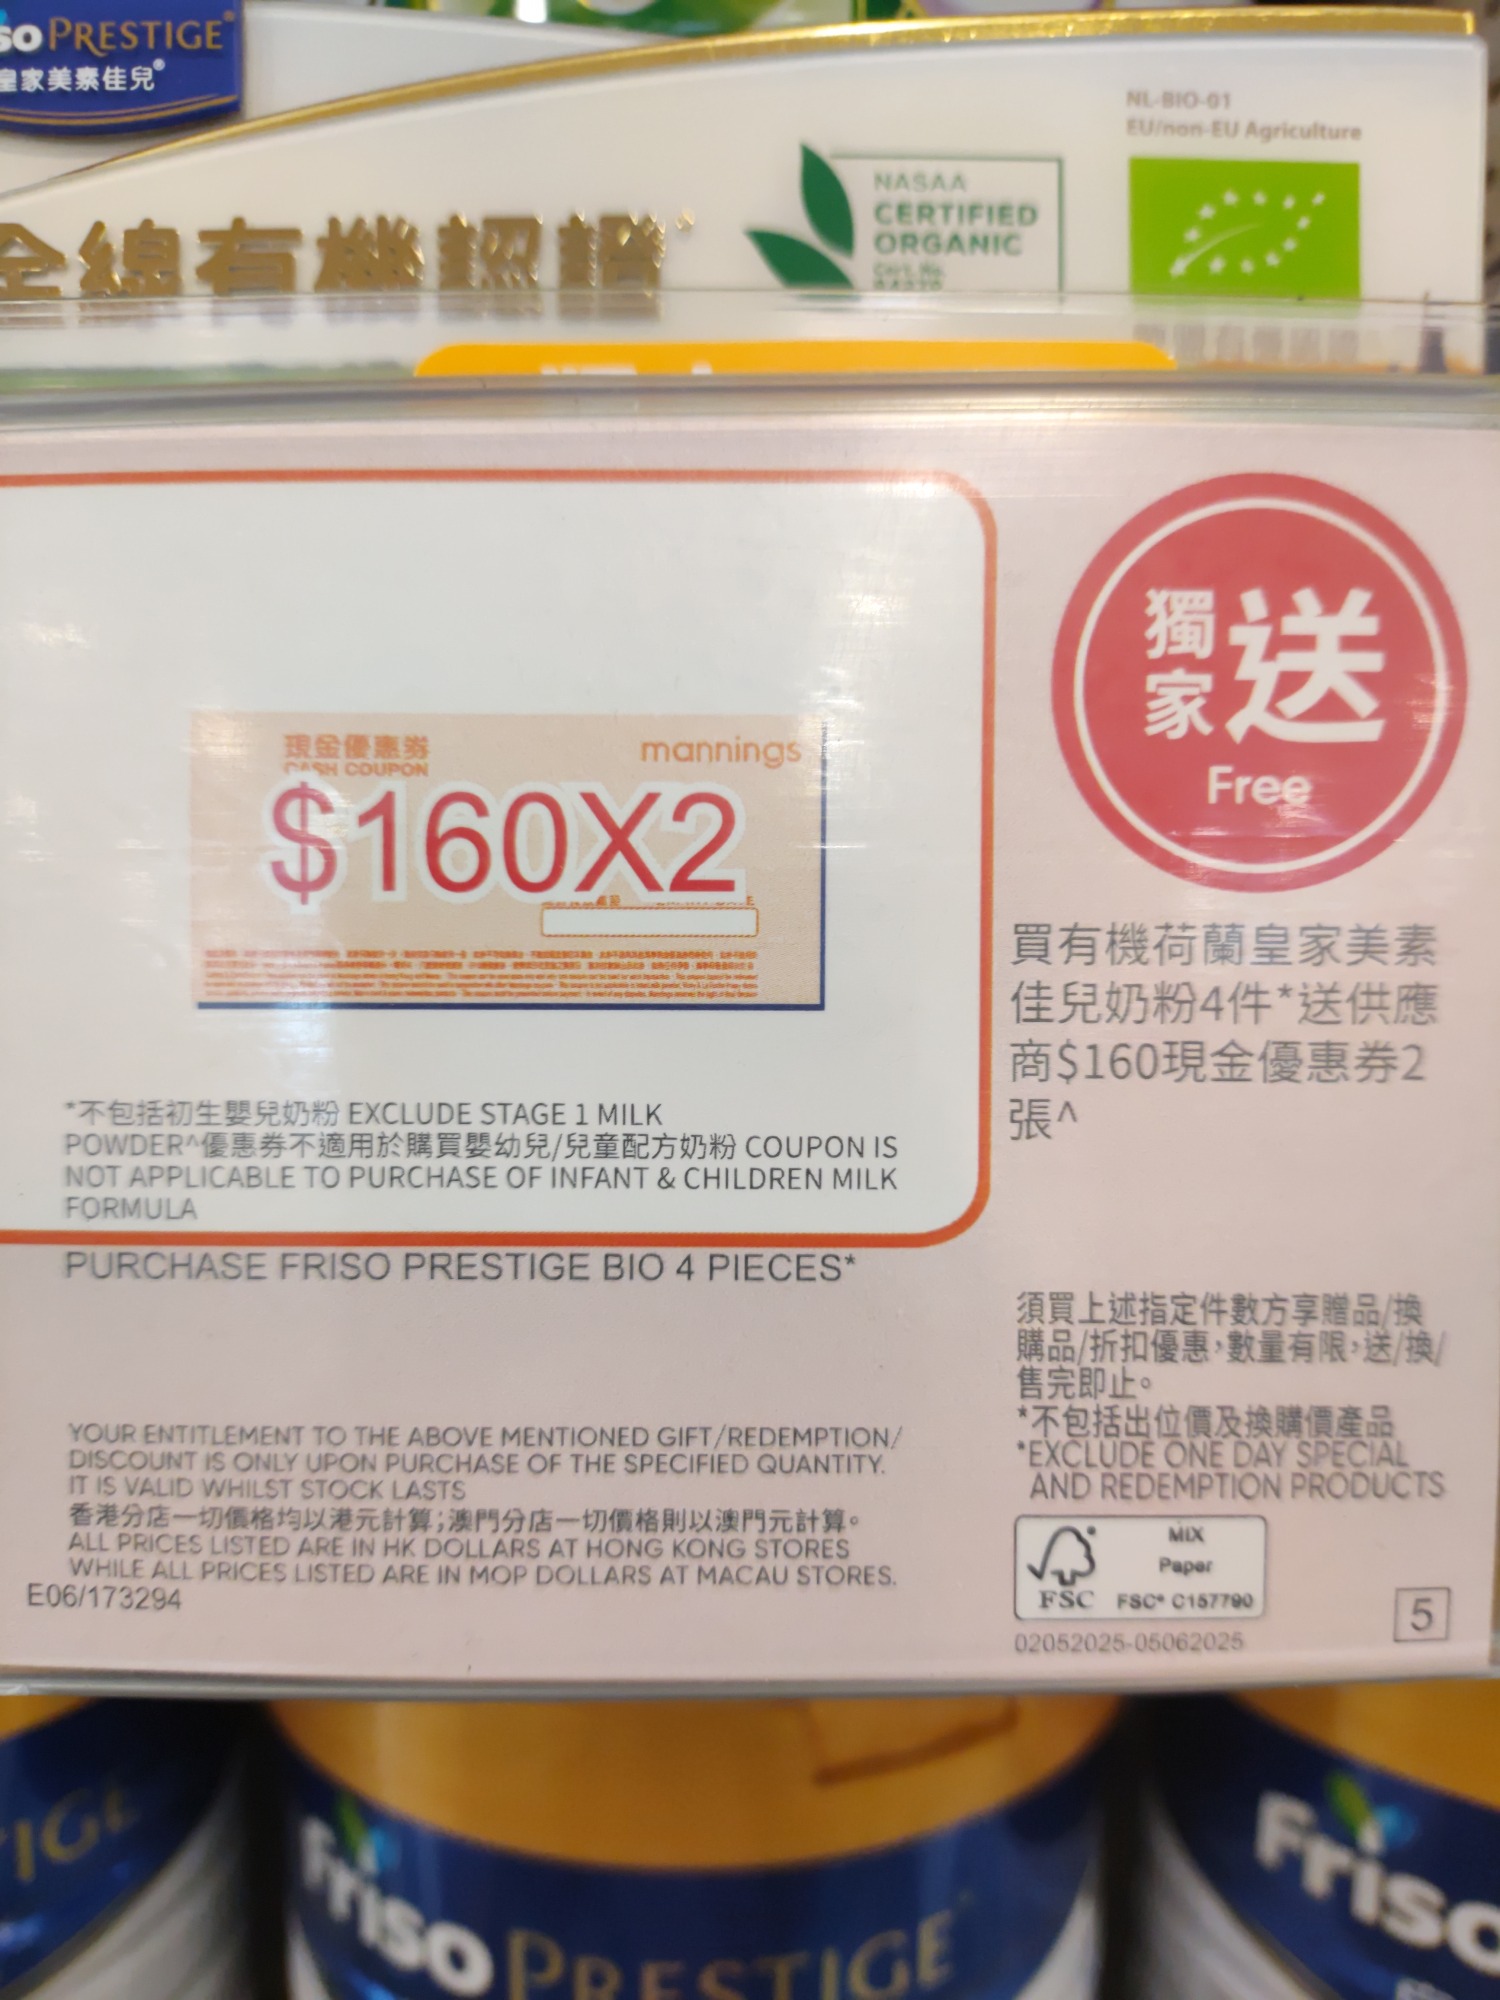 so PRESTIGE®
皇家美素佳兒®
NL-BIO-01
EU/non-EU Agriculture
全線有機認證
NASAA
CERTIFIED
ORGANIC
現金優惠券
CASH COUPON
mannings
$160X2
獨家送
Free
買有機荷蘭皇家美素
佳兒奶粉4件*送供應
商$160現金優惠券2
張^
*不包括初生嬰兒奶粉 EXCLUDE STAGE 1 MILK
POWDER^優惠券不適用於購買嬰幼兒/兒童配方奶粉 COUPON IS
NOT APPLICABLE TO PURCHASE OF INFANT & CHILDREN MILK
FORMULA
PURCHASE FRISO PRESTIGE BIO 4 PIECES*
須買上述指定件數方享贈品/換
購品/折扣優惠，數量有限，送/換/
售完即止。
*不包括出位價及換購價產品
*EXCLUDE ONE DAY SPECIAL
AND REDEMPTION PRODUCTS
YOUR ENTITLEMENT TO THE ABOVE MENTIONED GIFT/REDEMPTION/
DISCOUNT IS ONLY UPON PURCHASE OF THE SPECIFIED QUANTITY.
IT IS VALID WHILST STOCK LASTS
香港分店一切價格均以港元計算；澳門分店一切價格則以澳門元計算。
ALL PRICES LISTED ARE IN HK DOLLARS AT HONG KONG STORES
WHILE ALL PRICES LISTED ARE IN MOP DOLLARS AT MACAU STORES.
E06/173294
FSC
MIX
Paper
FSC® C157790
02052025-05062025
5
TIGE
Friso PRESTIGE
Friso